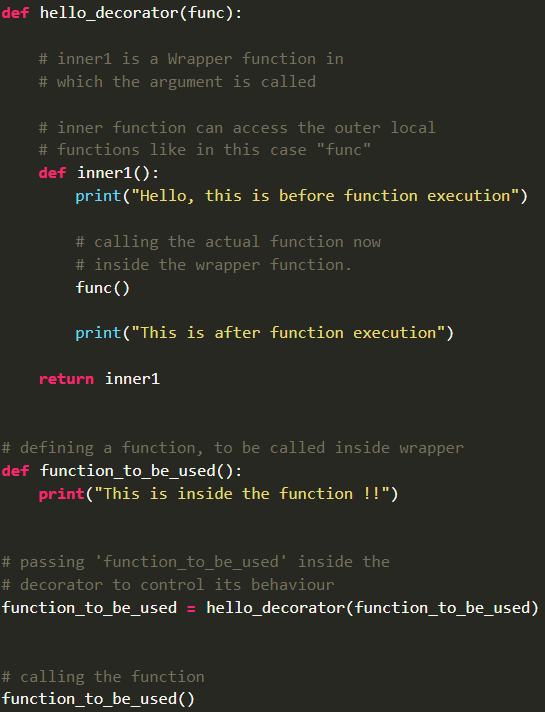 def hello_decorator(func):
    # inner1 is a Wrapper function in
    # which the argument is called
    # inner function can access the outer local
    # functions like in this case "func"
    def inner1():
        print("Hello, this is before function execution")
        # calling the actual function now
        # inside the wrapper function.
        func()
        print("This is after function execution")
    return inner1
# defining a function, to be called inside wrapper
def function_to_be_used():
    print("This is inside the function !!")
# passing 'function_to_be_used' inside the
# decorator to control its behaviour
function_to_be_used = hello_decorator(function_to_be_used)
# calling the function
function_to_be_used()